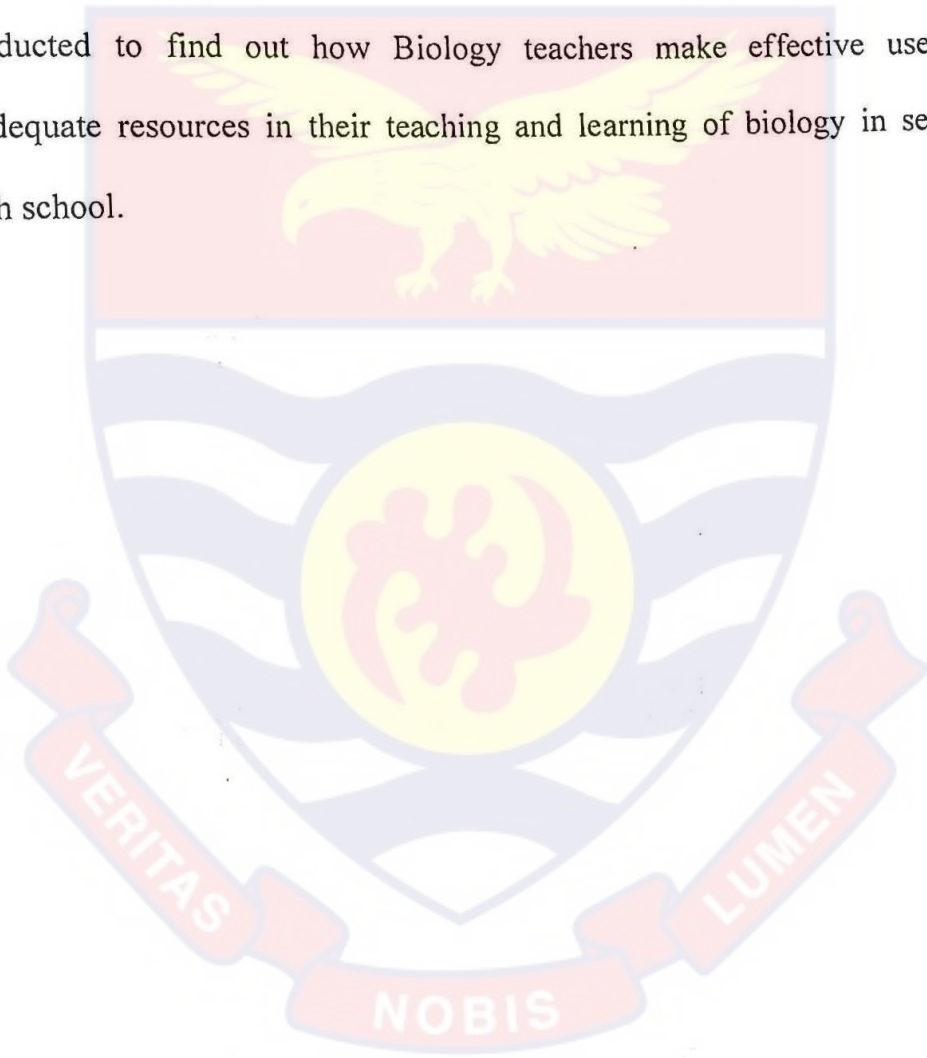 ducted to find out how Biology teachers make effective use
dequate resources in their teaching and learning of biology in se
h school.
VERITAS
NOBIS
LUMEN